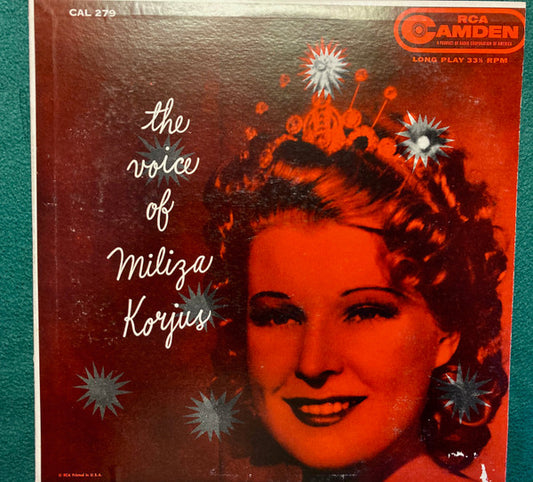 CAL 279
RCA
CAMDEN
A PRODUCT OF RADIO CORPORATION OF AMERICA
LONG PLAY 33⅓ RPM
the
voice
of
Miliza
Korjus
© RCA Printed in U.S.A.